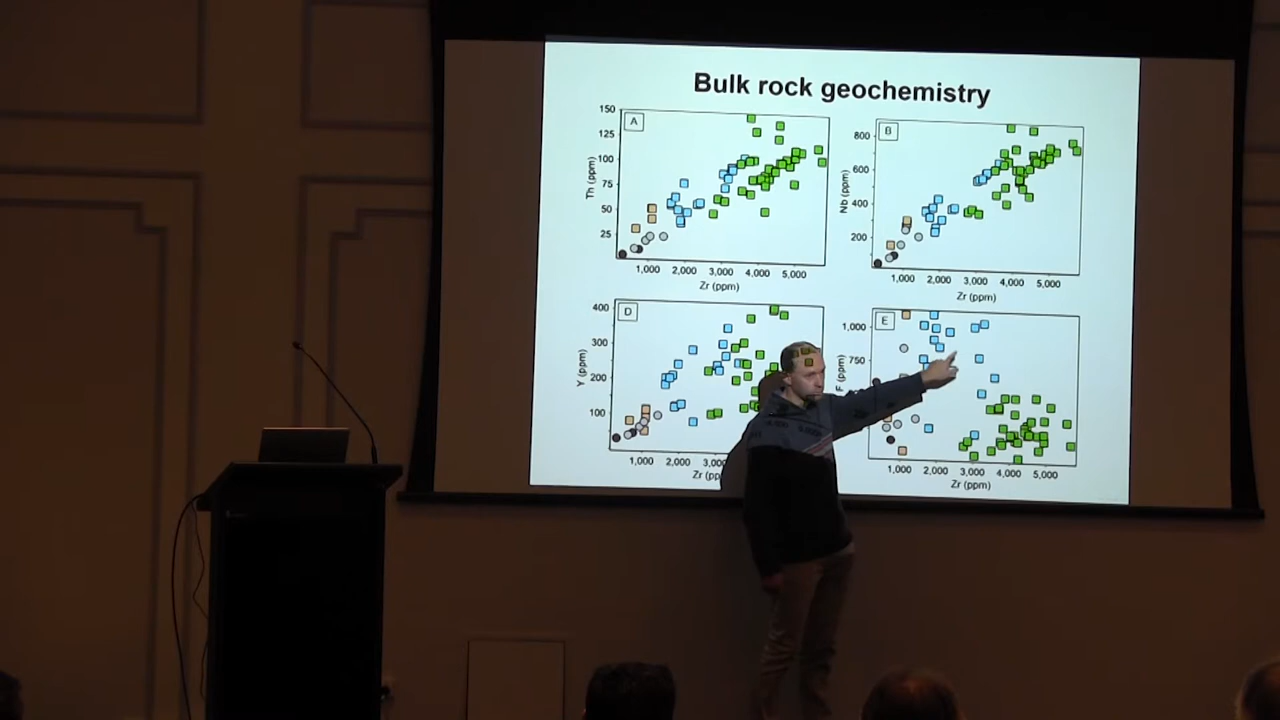 Bulk rock geochemistry
A
150
125
100
75
50
25
Th (ppm)
1,000 2,000 3,000 4,000 5,000
Zr (ppm)
B
800
600
400
200
Nb (ppm)
1,000 2,000 3,000 4,000 5,000
Zr (ppm)
D
400
300
200
100
Y (ppm)
1,000 2,000
Zr
E
1,000
750
F (ppm)
1,000 2,000 3,000 4,000 5,000
Zr (ppm)